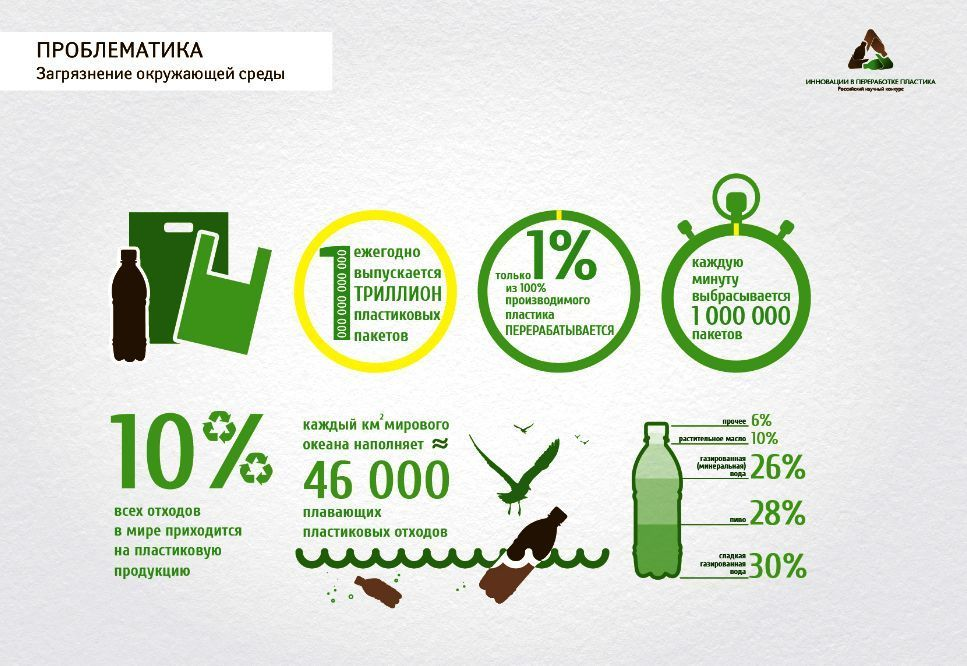 ПРОБЛЕМАТИКА
Загрязнение окружающей среды
ИННОВАЦИИ В ПЕРЕРАБОТКЕ ПЛАСТИКА
Российский научный конкурс
1 000 000 000 000
ежегодно
выпускается
ТРИЛЛИОН
пластиковых
пакетов
только 1%
из 100%
производимого
пластика
ПЕРЕРАБАТЫВАЕТСЯ
каждую
минуту
выбрасывается
1 000 000
пакетов
10%
всех отходов
в мире приходится
на пластиковую
продукцию
каждый км² мирового
океана наполняет ≈
46 000
плавающих
пластиковых отходов
прочее 6%
растительное масло 10%
газированная
(минеральная)
вода 26%
пиво 28%
сладкая
газированная
вода 30%